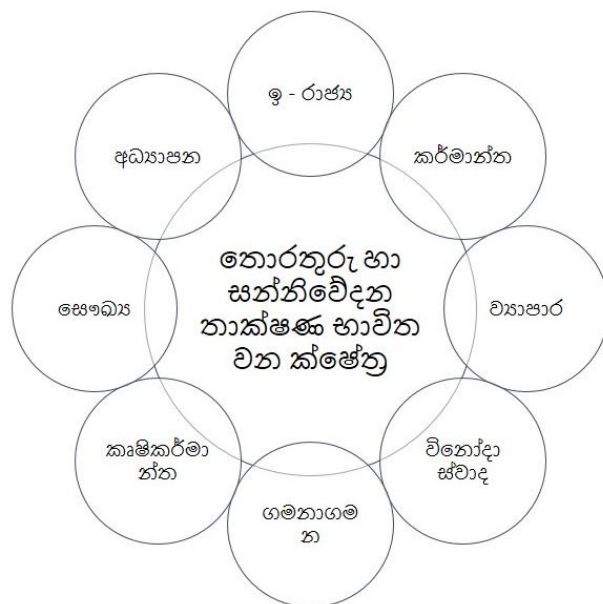 ඉ - රාජ්‍ය
අධ්‍යාපන
කර්මාන්ත
තොරතුරු හා
සන්නිවේදන
තාක්ෂණ භාවිත
වන ක්ෂේත්‍ර
සෞඛ්‍ය
ව්‍යාපාර
කෘෂිකර්මා
න්ත
විනෝදා
ස්වාද
ගමනාගම
න